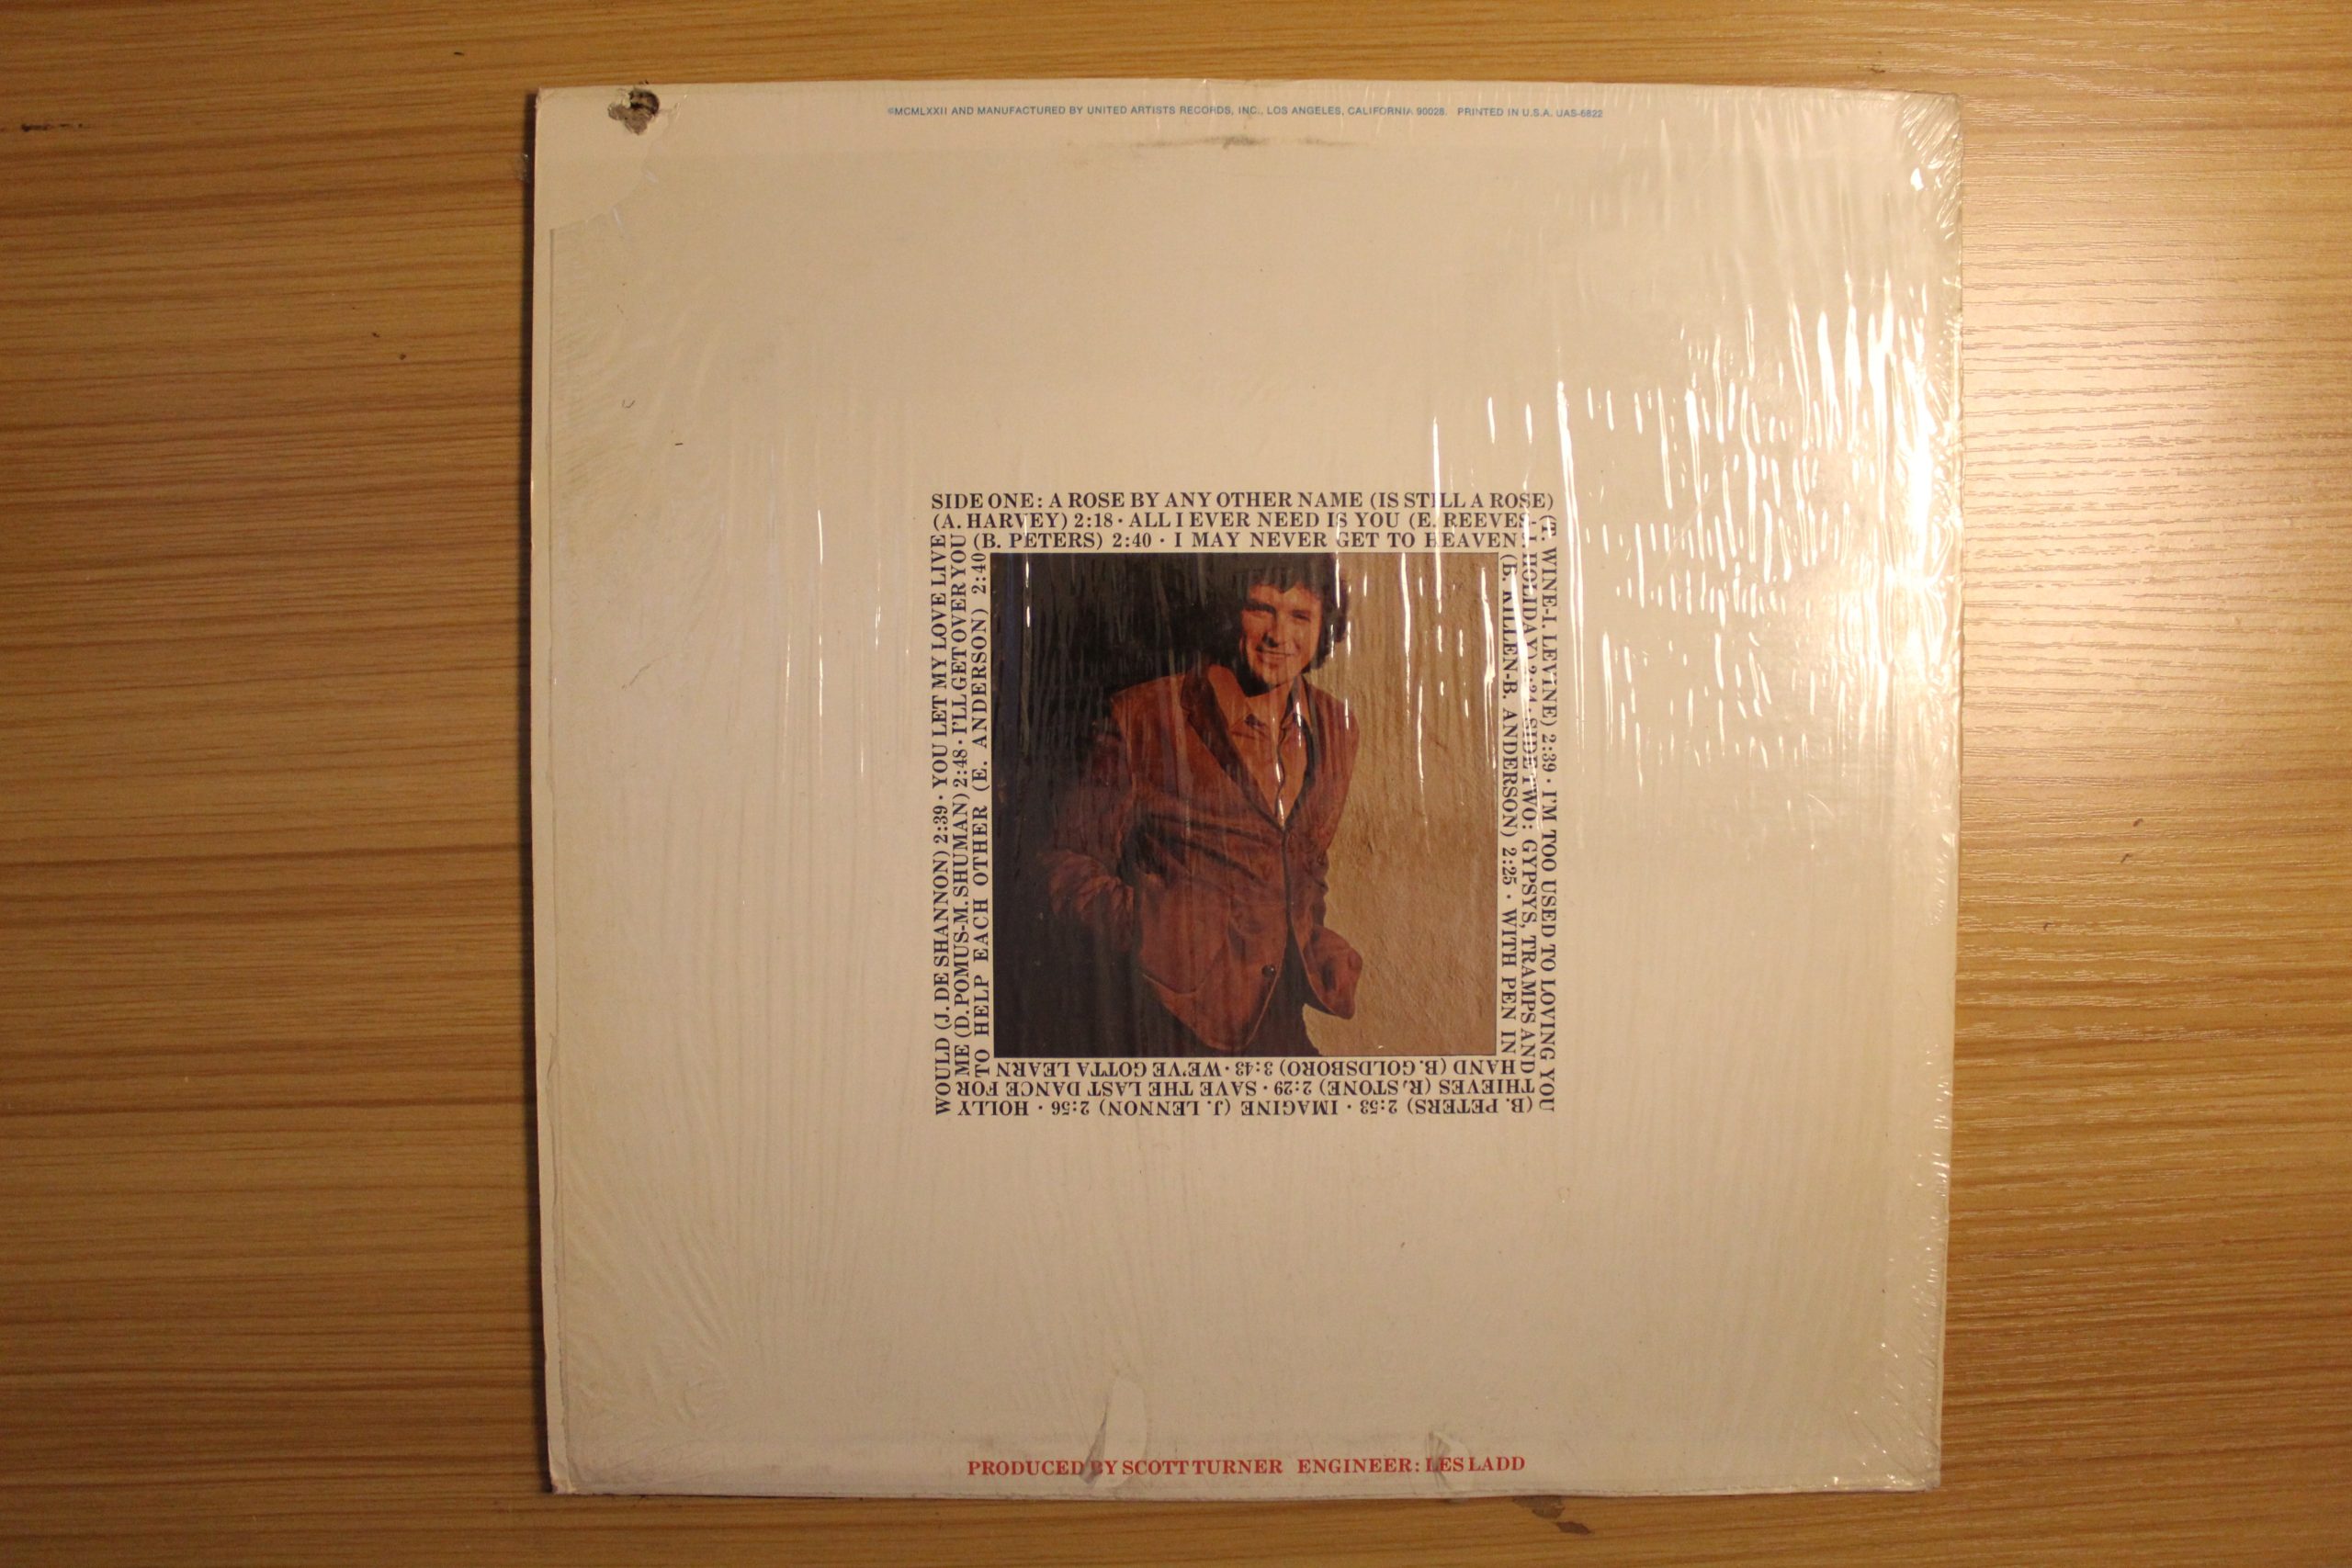 ©MCMLXXII AND MANUFACTURED BY UNITED ARTISTS RECORDS, INC., LOS ANGELES, CALIFORNIA 90028. PRINTED IN U.S.A. UAS-6822
SIDE ONE: A ROSE BY ANY OTHER NAME (IS STILL A ROSE)
(T. WINE-I. LEVINE) 2:39 · I'M TOO USED TO LOVING YOU
(B. PETERS) 2:53 · IMAGINE (J. LENNON) 2:56 · HOLLY
WOULD (J. DE SHANNON) 2:39 · YOU LET MY LOVE LIVE
(A. HARVEY) 2:18 · ALL I EVER NEED IS YOU (E. REEVES-
J. HOLIDAY) · SIDE TWO: GYPSYS, TRAMPS AND
THIEVES (R. STONE) 2:29 · SAVE THE LAST DANCE FOR
ME (D. POMUS-M. SHUMAN) 2:48 · I'LL GET OVER YOU
(B. PETERS) 2:40 · I MAY NEVER GET TO HEAVEN
(B. KILLEN-B. ANDERSON) 2:25 · WITH PEN IN
HAND (B. GOLDSBORO) 3:43 · WE'VE GOTTA LEARN
TO HELP EACH OTHER (E. ANDERSON) 2:40
PRODUCED BY SCOTT TURNER ENGINEER: LES LADD